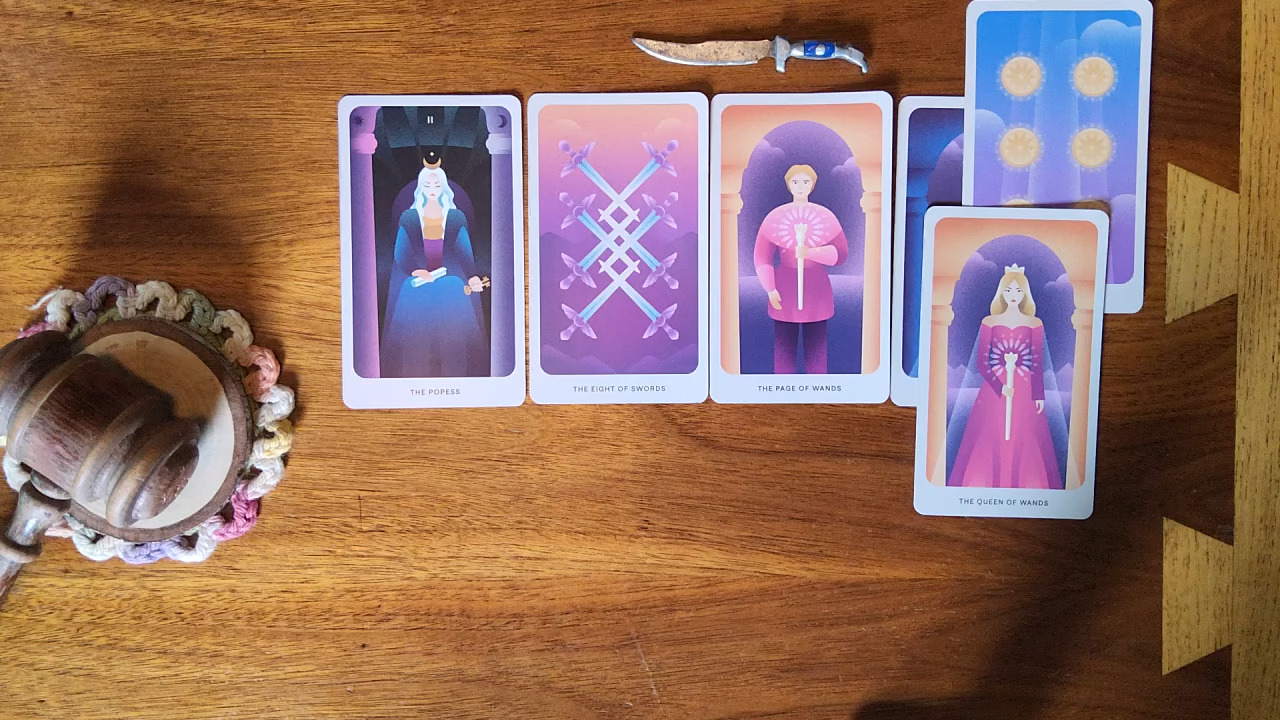 II
THE POPESS
THE EIGHT OF SWORDS
THE PAGE OF WANDS
THE QUEEN OF WANDS